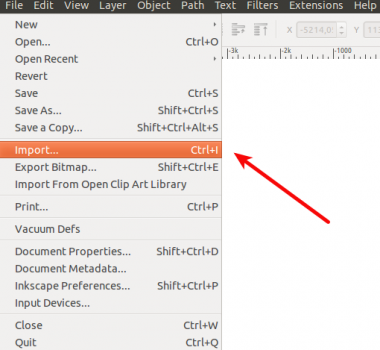 File Edit View Layer Object Path Text Filters Extensions Help
New
Open... Ctrl+O
Open Recent
Revert
Save Ctrl+S
Save As... Shift+Ctrl+S
Save a Copy... Shift+Ctrl+Alt+S
Import... Ctrl+I
Export Bitmap... Shift+Ctrl+E
Import From Open Clip Art Library
Print... Ctrl+P
Vacuum Defs
Document Properties... Shift+Ctrl+D
Document Metadata...
Inkscape Preferences... Shift+Ctrl+P
Input Devices...
Close Ctrl+W
Quit Ctrl+Q
X -5214,0 Y
-3k -2k -1000